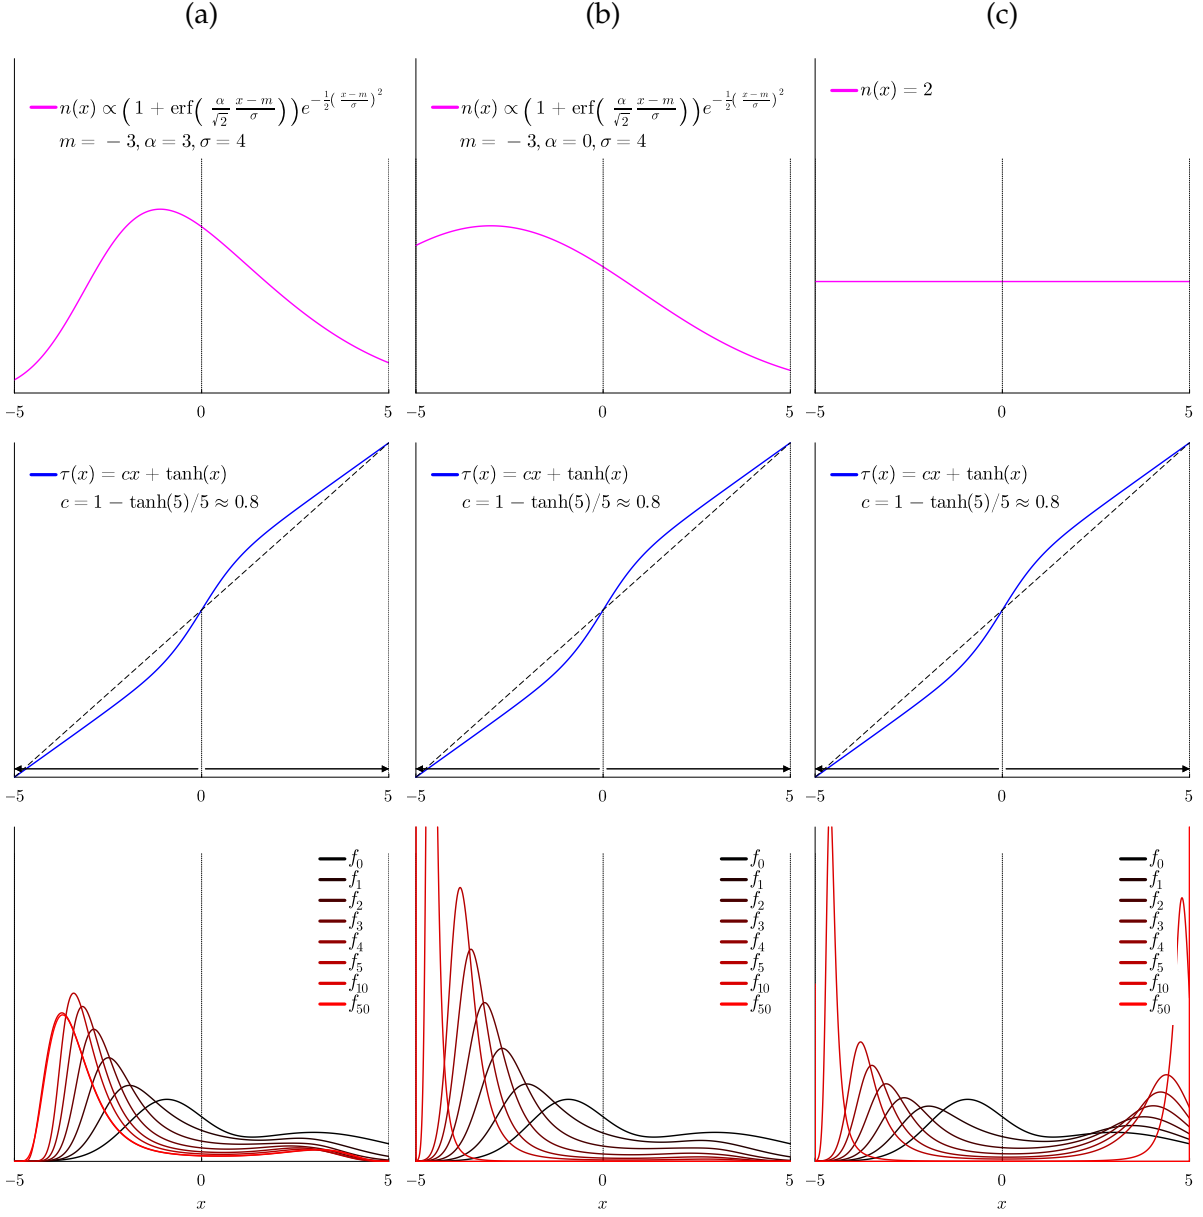 (a) (b) (c)
n(x) ∝ ( 1 + erf( α/√2 x − m/σ ) ) e^{−½( x − m/σ )²}
m = − 3, α = 3, σ = 4
n(x) ∝ ( 1 + erf( α/√2 x − m/σ ) ) e^{−½( x − m/σ )²}
m = − 3, α = 0, σ = 4
n(x) = 2
−5 0 5
−5 0 5
−5 0 5
τ(x) = cx + tanh(x)
c = 1 − tanh(5)/5 ≈ 0.8
τ(x) = cx + tanh(x)
c = 1 − tanh(5)/5 ≈ 0.8
τ(x) = cx + tanh(x)
c = 1 − tanh(5)/5 ≈ 0.8
−5 0 5
−5 0 5
−5 0 5
f₀
f₁
f₂
f₃
f₄
f₅
f₁₀
f₅₀
f₀
f₁
f₂
f₃
f₄
f₅
f₁₀
f₅₀
f₀
f₁
f₂
f₃
f₄
f₅
f₁₀
f₅₀
−5 0 5
x
−5 0 5
x
−5 0 5
x